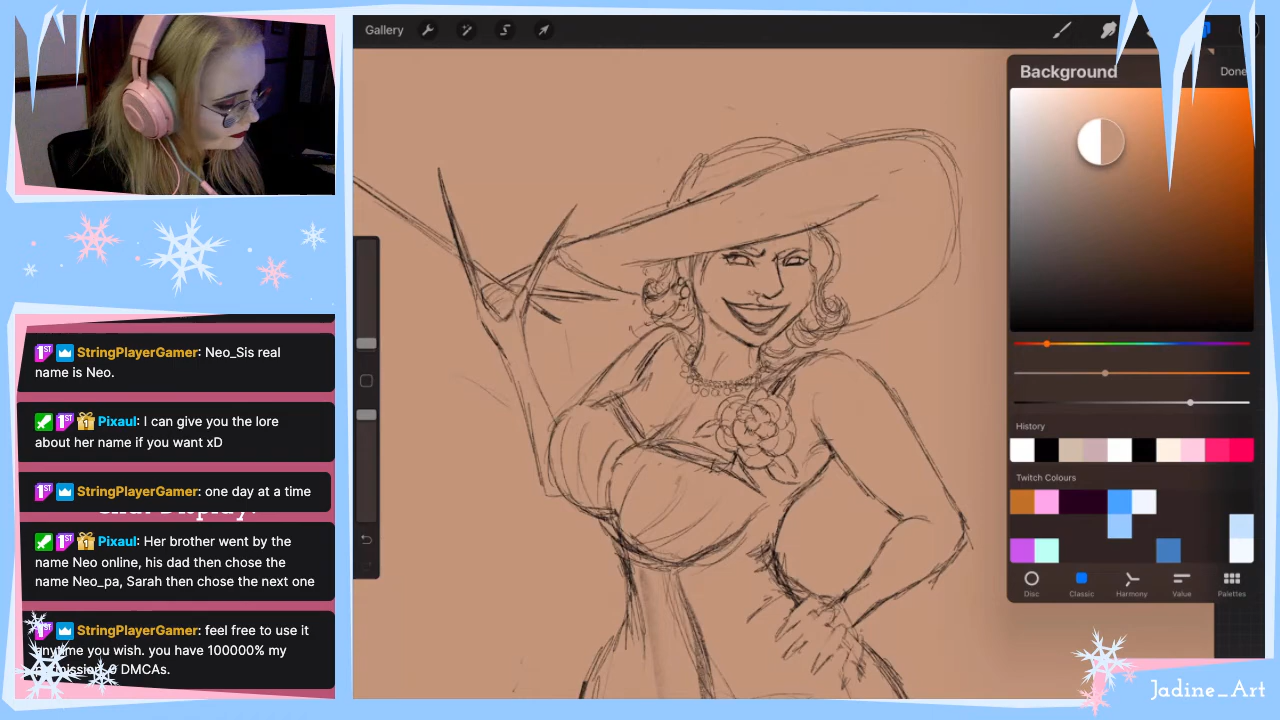 Gallery
Background
Done
StringPlayerGamer: Neo_Sis real
name is Neo.
Pixaul: I can give you the lore
about her name if you want xD
StringPlayerGamer: one day at a time
Pixaul: Her brother went by the
name Neo online, his dad then chose the
name Neo_pa, Sarah then chose the next one
StringPlayerGamer: feel free to use it
anytime you wish. you have 100000% my
DMCAs.
History
Twitch Colours
Disc
Classic
Harmony
Value
Palettes
Jadine_Art